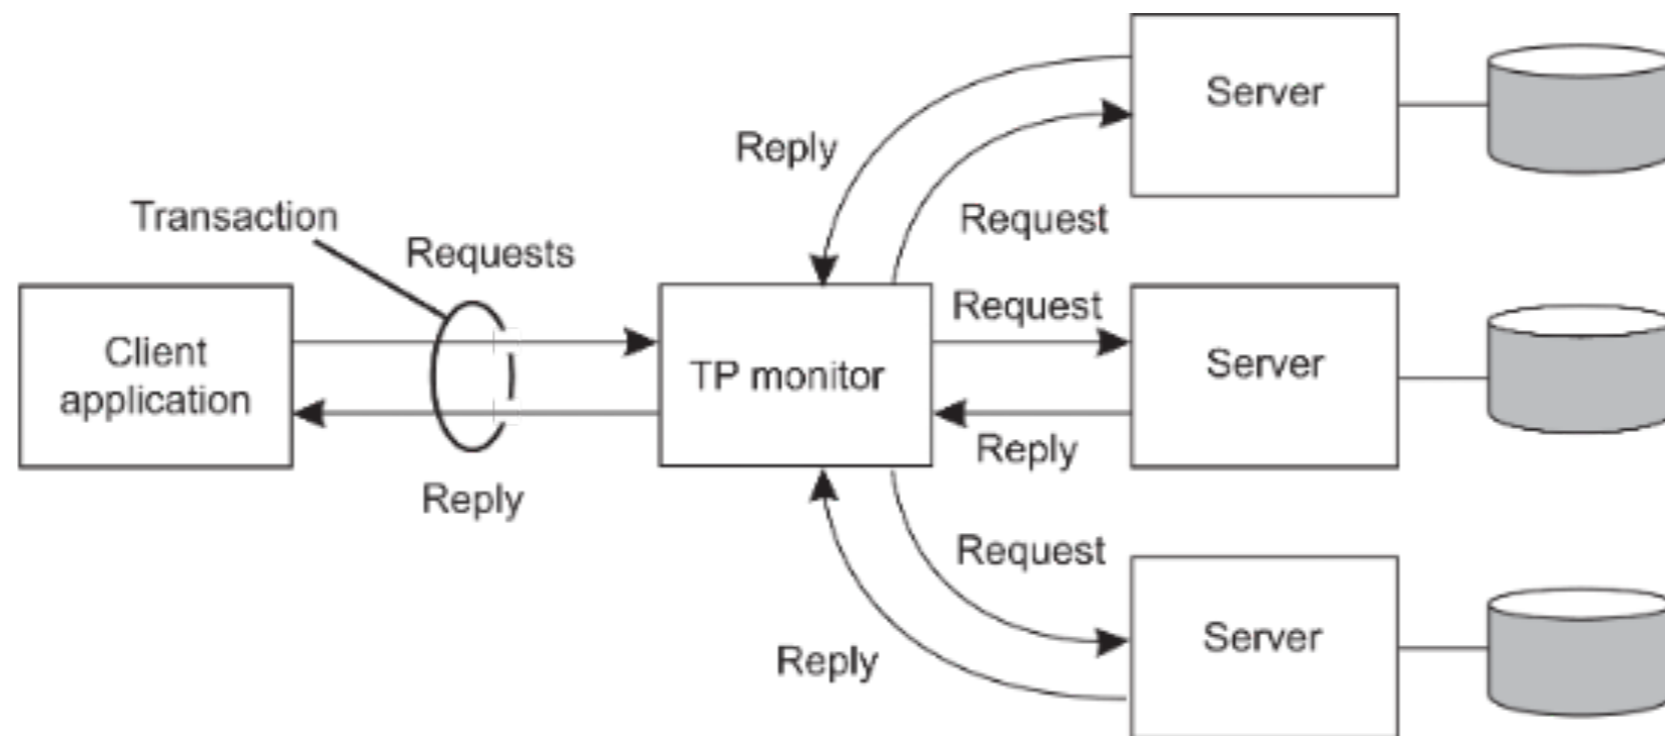 Server
Reply
Transaction
Requests
Request
Client
application
TP monitor
Request
Server
Reply
Reply
Request
Server
Reply